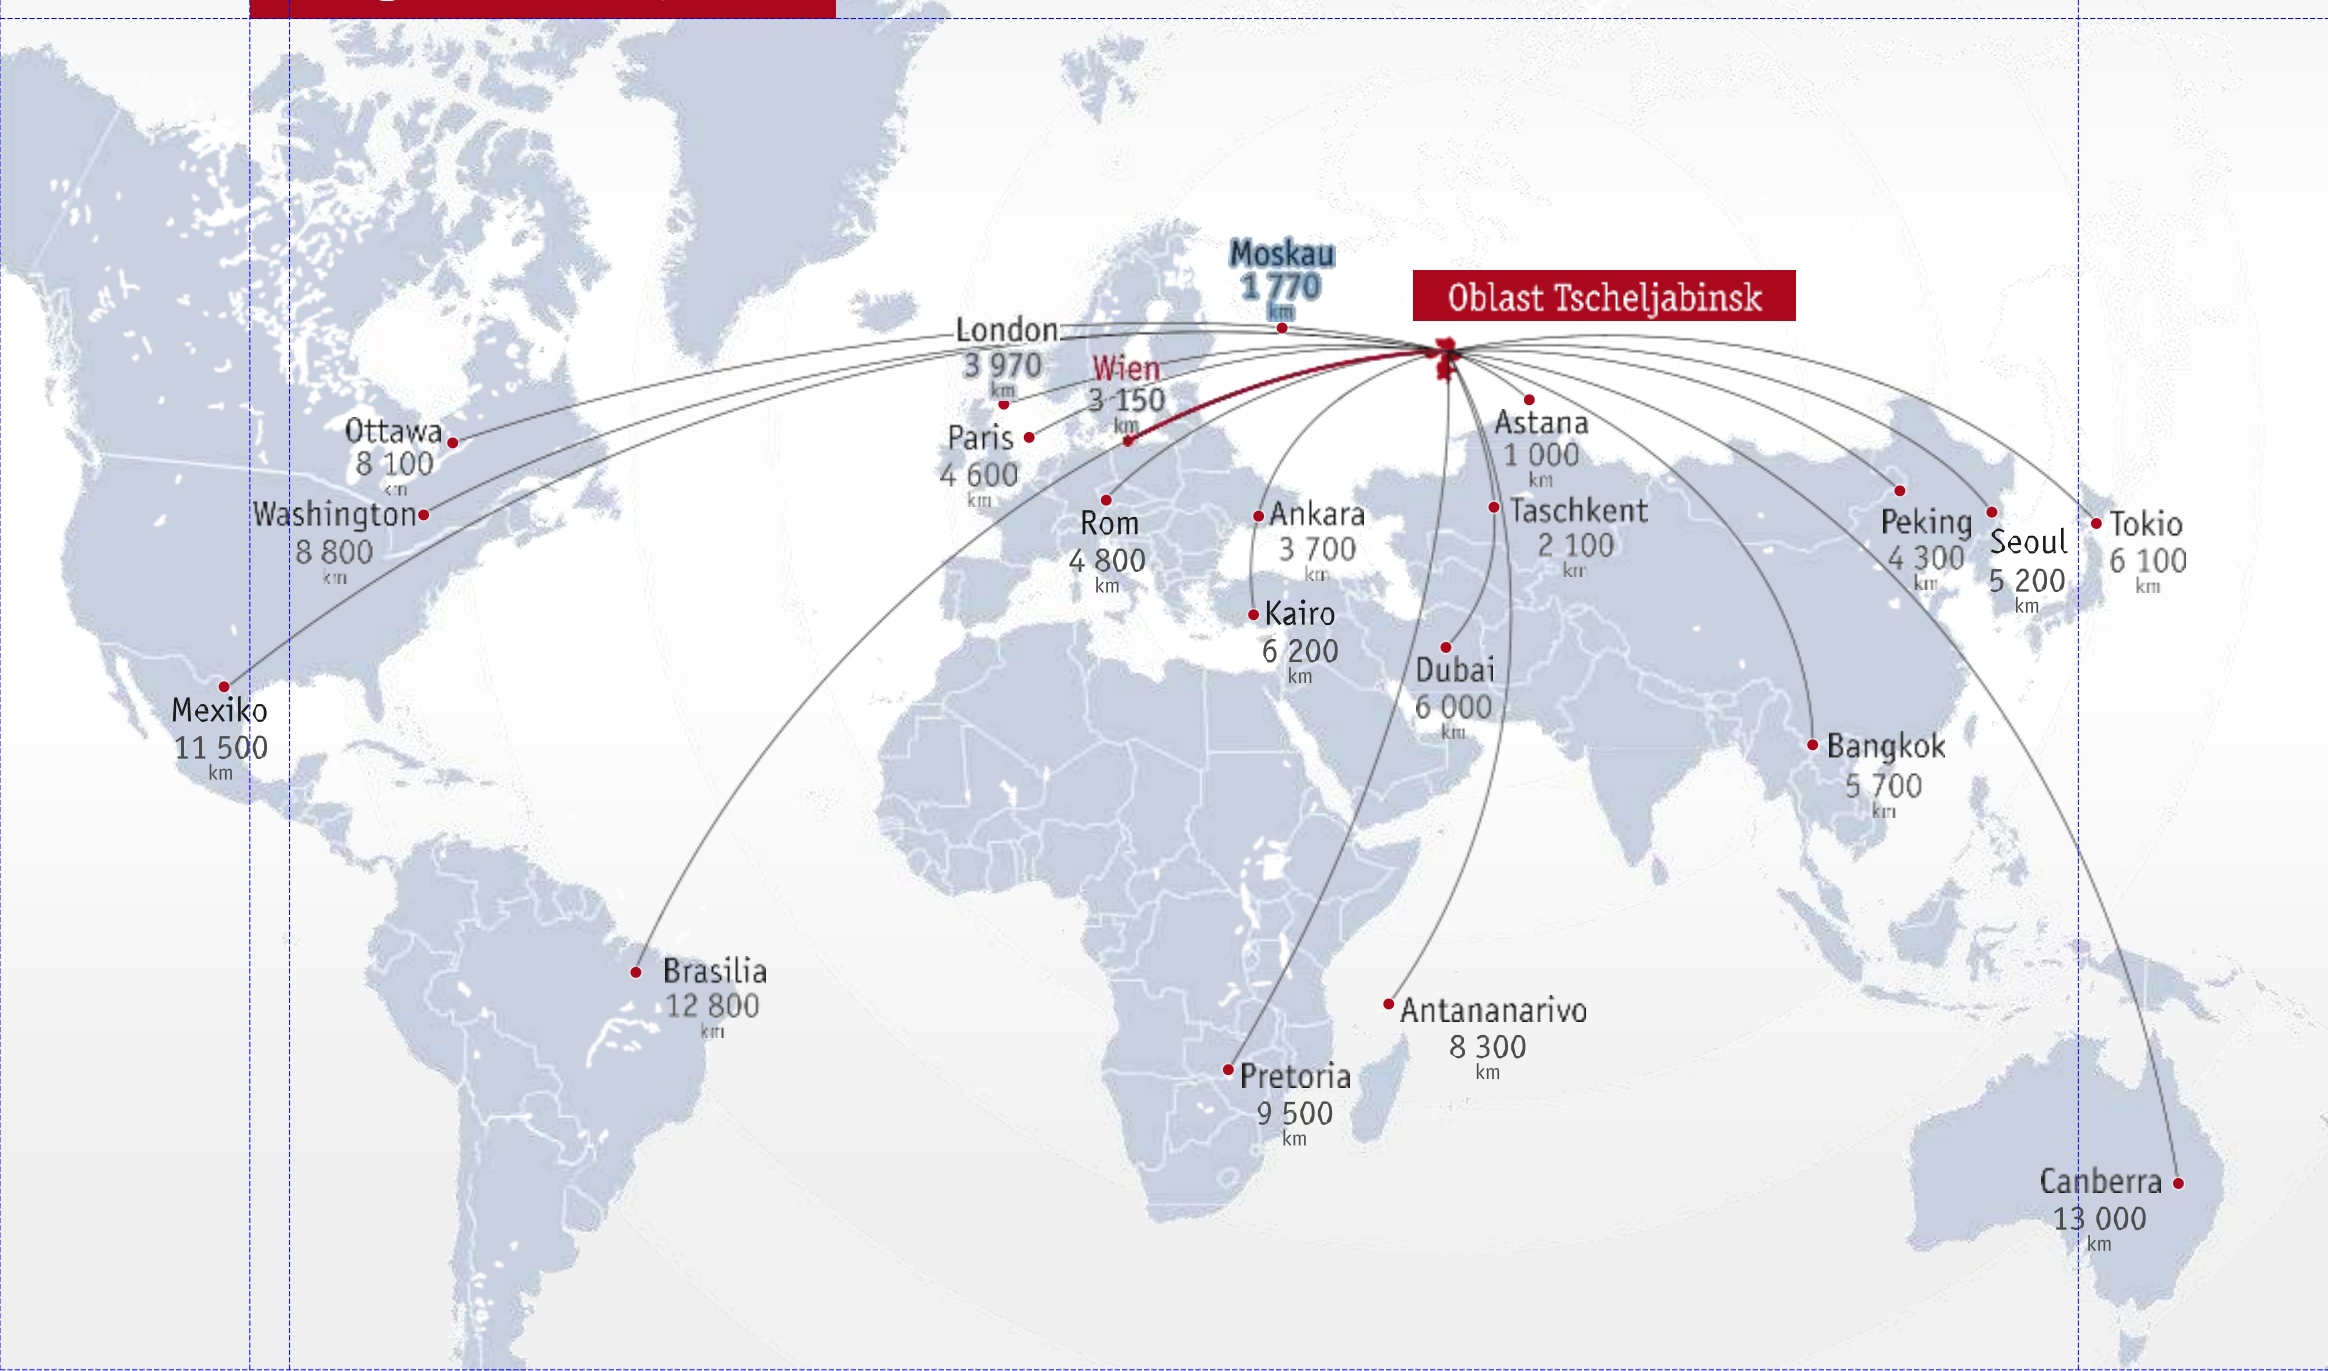 Moskau
1 770
km
Oblast Tscheljabinsk
London
3 970
km
Wien
3 150
km
Ottawa
8 100
km
Paris
4 600
km
Astana
1 000
km
Washington
8 800
km
Rom
4 800
km
Ankara
3 700
km
Taschkent
2 100
km
Peking
4 300
km
Seoul
5 200
km
Tokio
6 100
km
Kairo
6 200
km
Dubai
6 000
km
Mexiko
11 500
km
Bangkok
5 700
km
Brasilia
12 800
km
Antananarivo
8 300
km
Pretoria
9 500
km
Canberra
13 000
km